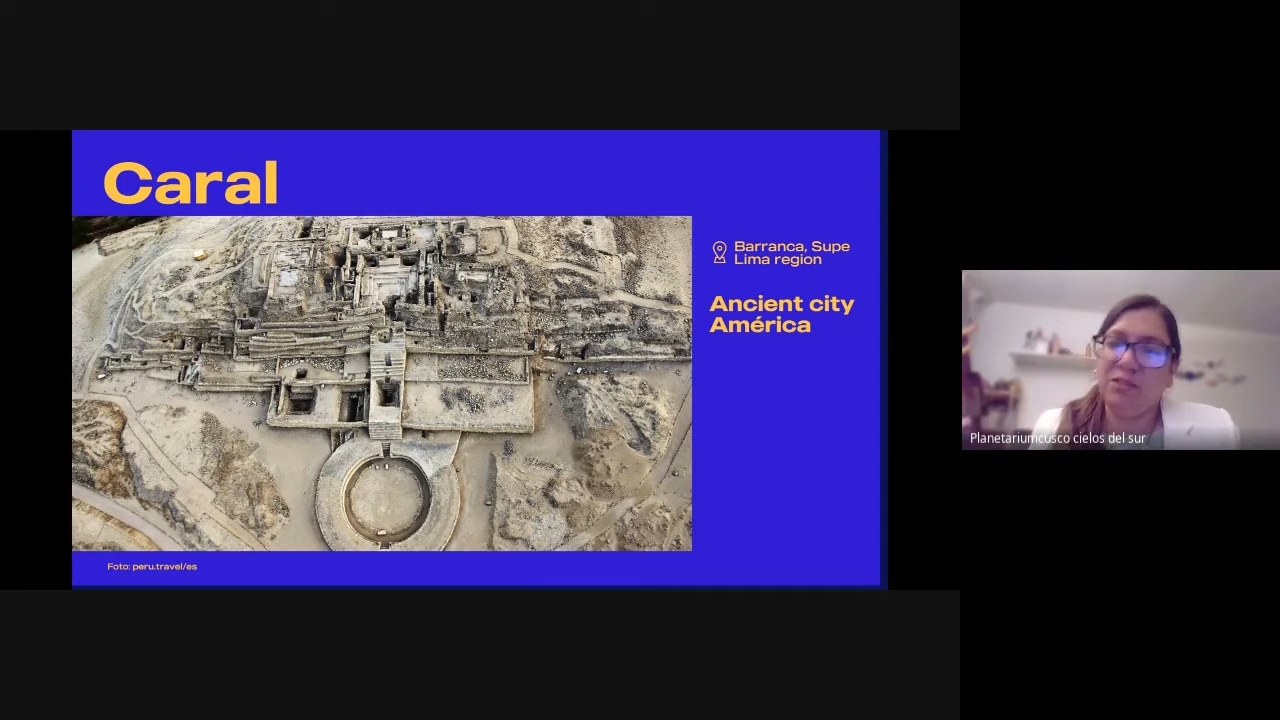 Caral
Barranca, Supe
Lima region
Ancient city
América
Foto: peru.travel/es
Planetariumcusco cielos del sur